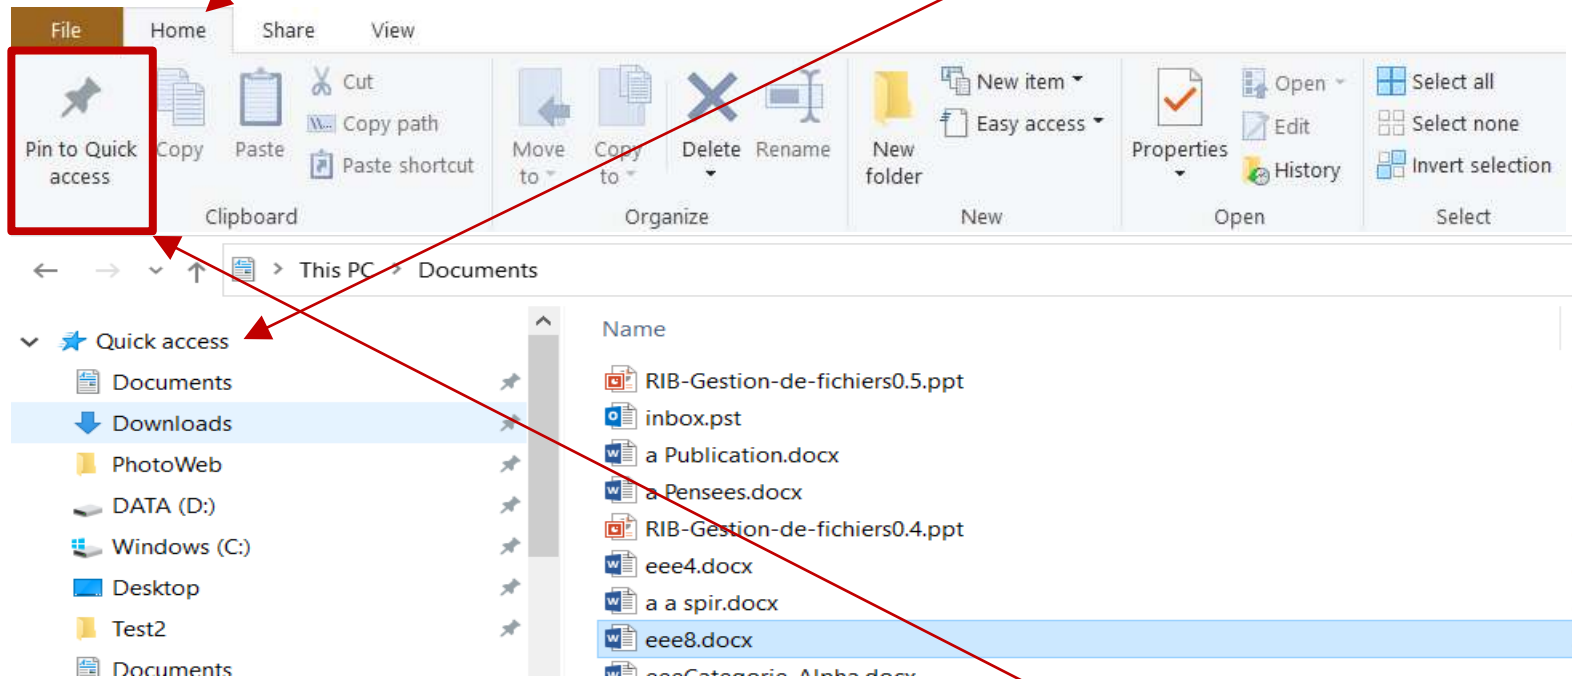 File Home Share View
Pin to Quick access
Copy
Paste
Cut
Copy path
Paste shortcut
Clipboard
Move to
Copy to
Delete
Rename
Organize
New folder
New item
Easy access
New
Properties
Open
Edit
History
Open
Select all
Select none
Invert selection
Select
This PC > Documents
Quick access
Documents
Downloads
PhotoWeb
DATA (D:)
Windows (C:)
Desktop
Test2
Documents
Name
RIB-Gestion-de-fichiers0.5.ppt
inbox.pst
a Publication.docx
a Pensees.docx
RIB-Gestion-de-fichiers0.4.ppt
eee4.docx
a a spir.docx
eee8.docx
eeeCategorie-Alpha.docx